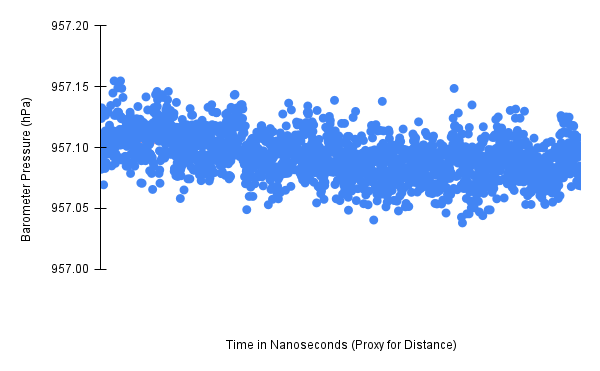 957.20
957.15
957.10
957.05
957.00
Barometer Pressure (hPa)
Time in Nanoseconds (Proxy for Distance)